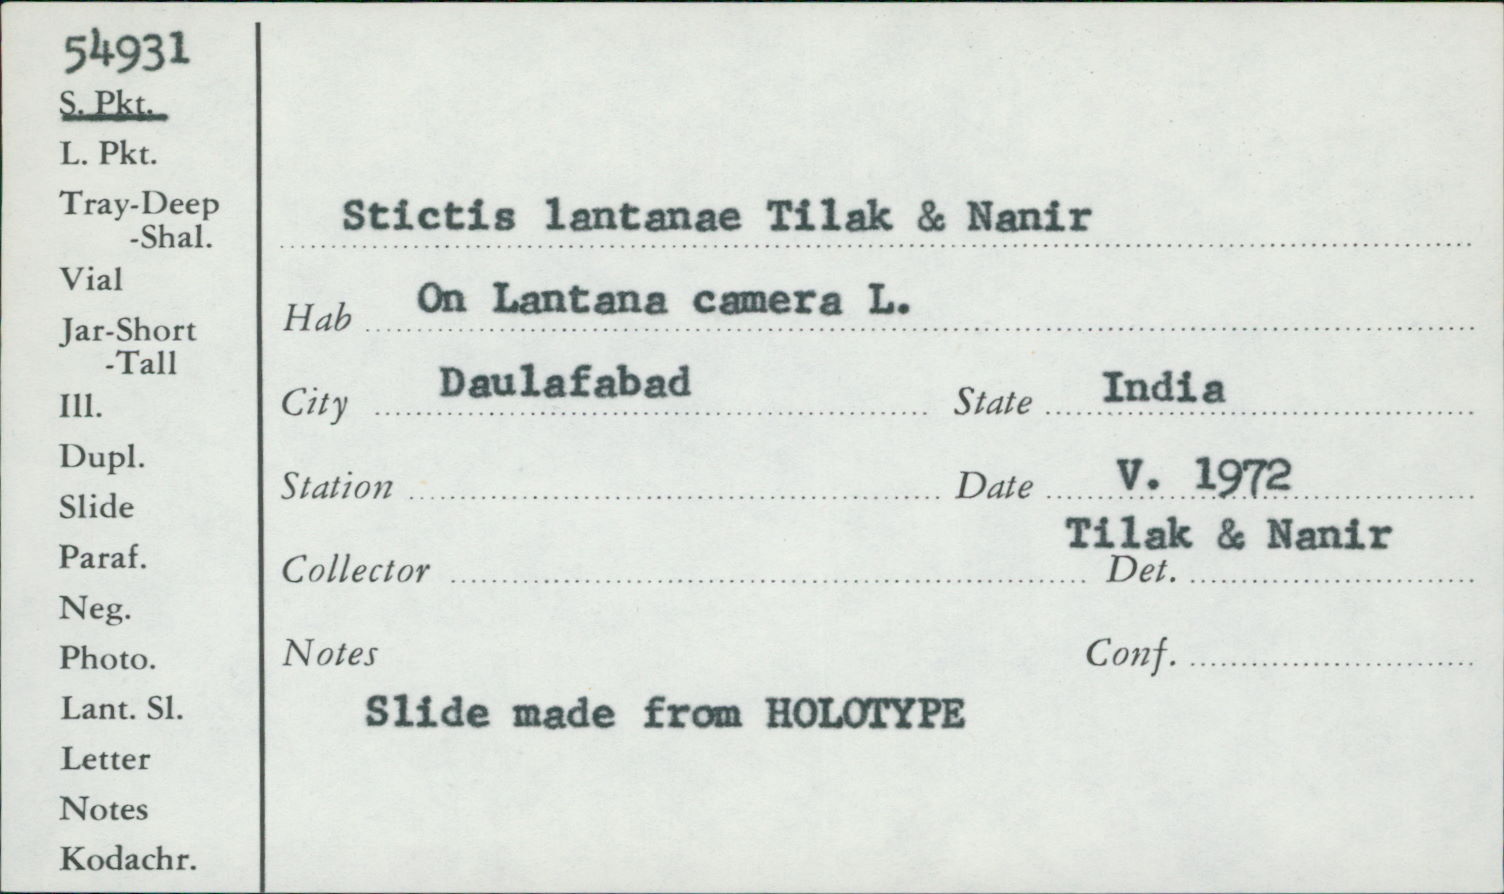 54931
S. Pkt.
L. Pkt.
Tray-Deep
-Shal.
Vial
Jar-Short
-Tall
Ill.
Dupl.
Slide
Paraf.
Neg.
Photo.
Lant. Sl.
Letter
Notes
Kodachr.
Stictis lantanae Tilak & Nanir
Hab On Lantana camera L.
City Daulafabad State India
Station Date V. 1972
Tilak & Nanir
Collector Det.
Notes Conf.
Slide made from HOLOTYPE